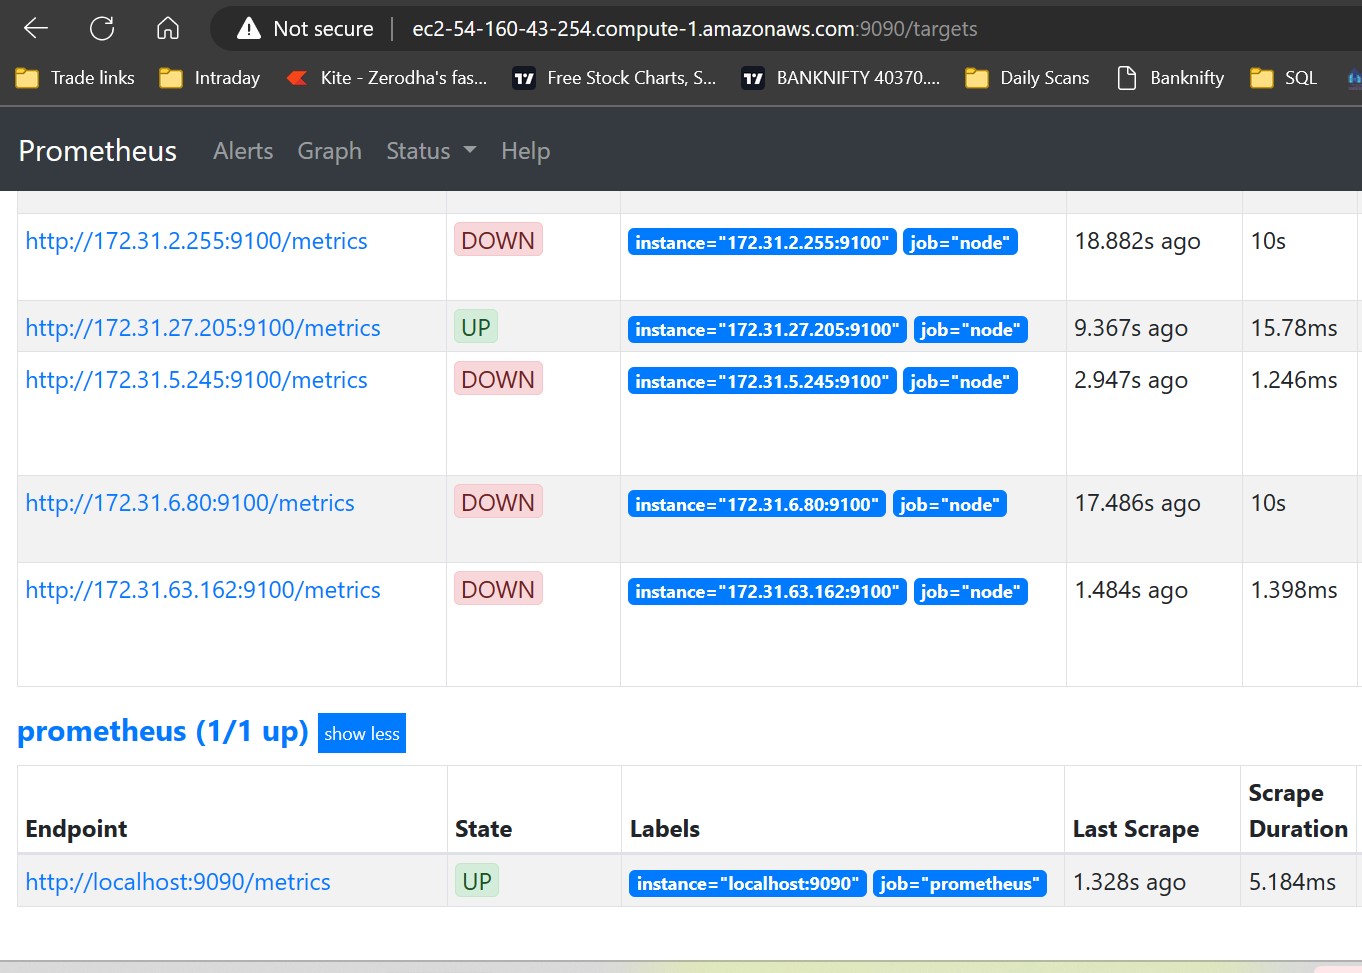 Not secure | ec2-54-160-43-254.compute-1.amazonaws.com:9090/targets
Trade links Intraday Kite - Zerodha's fas... Free Stock Charts, S... BANKNIFTY 40370.... Daily Scans Banknifty SQL
Prometheus Alerts Graph Status Help
http://172.31.2.255:9100/metrics DOWN instance="172.31.2.255:9100" job="node" 18.882s ago 10s
http://172.31.27.205:9100/metrics UP instance="172.31.27.205:9100" job="node" 9.367s ago 15.78ms
http://172.31.5.245:9100/metrics DOWN instance="172.31.5.245:9100" job="node" 2.947s ago 1.246ms
http://172.31.6.80:9100/metrics DOWN instance="172.31.6.80:9100" job="node" 17.486s ago 10s
http://172.31.63.162:9100/metrics DOWN instance="172.31.63.162:9100" job="node" 1.484s ago 1.398ms
prometheus (1/1 up) show less
Endpoint State Labels Last Scrape Scrape Duration
http://localhost:9090/metrics UP instance="localhost:9090" job="prometheus" 1.328s ago 5.184ms